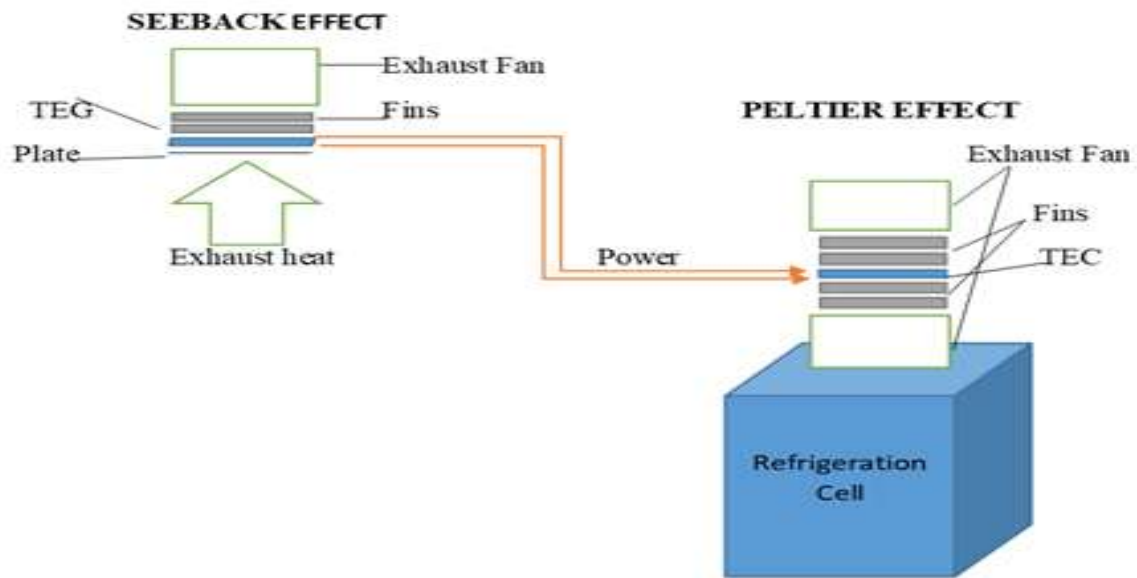 SEEBACK EFFECT
Exhaust Fan
TEG
Fins
Plate
Exhaust heat
Power
PELTIER EFFECT
Exhaust Fan
Fins
TEC
Refrigeration
Cell